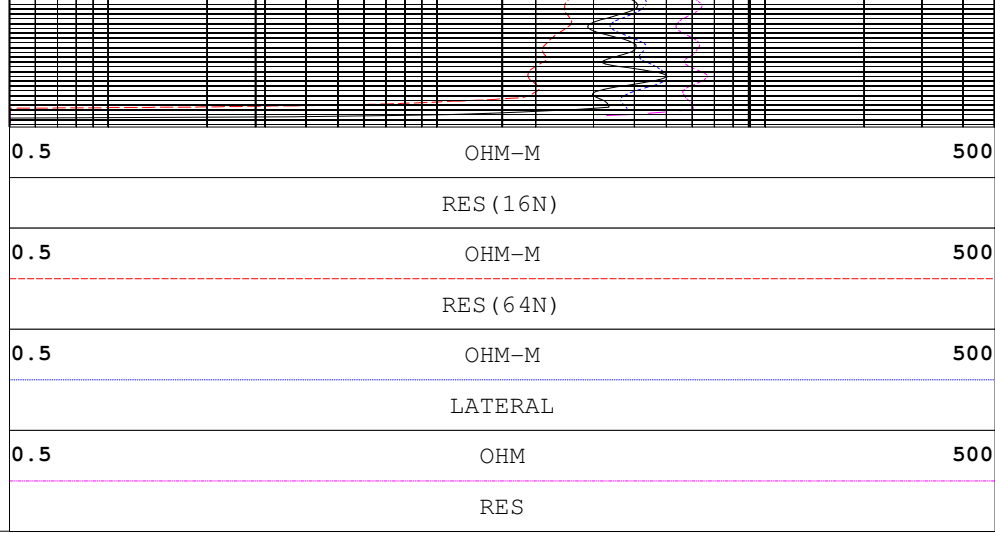 0.5 OHM-M 500
RES(16N)
0.5 OHM-M 500
RES(64N)
0.5 OHM-M 500
LATERAL
0.5 OHM 500
RES